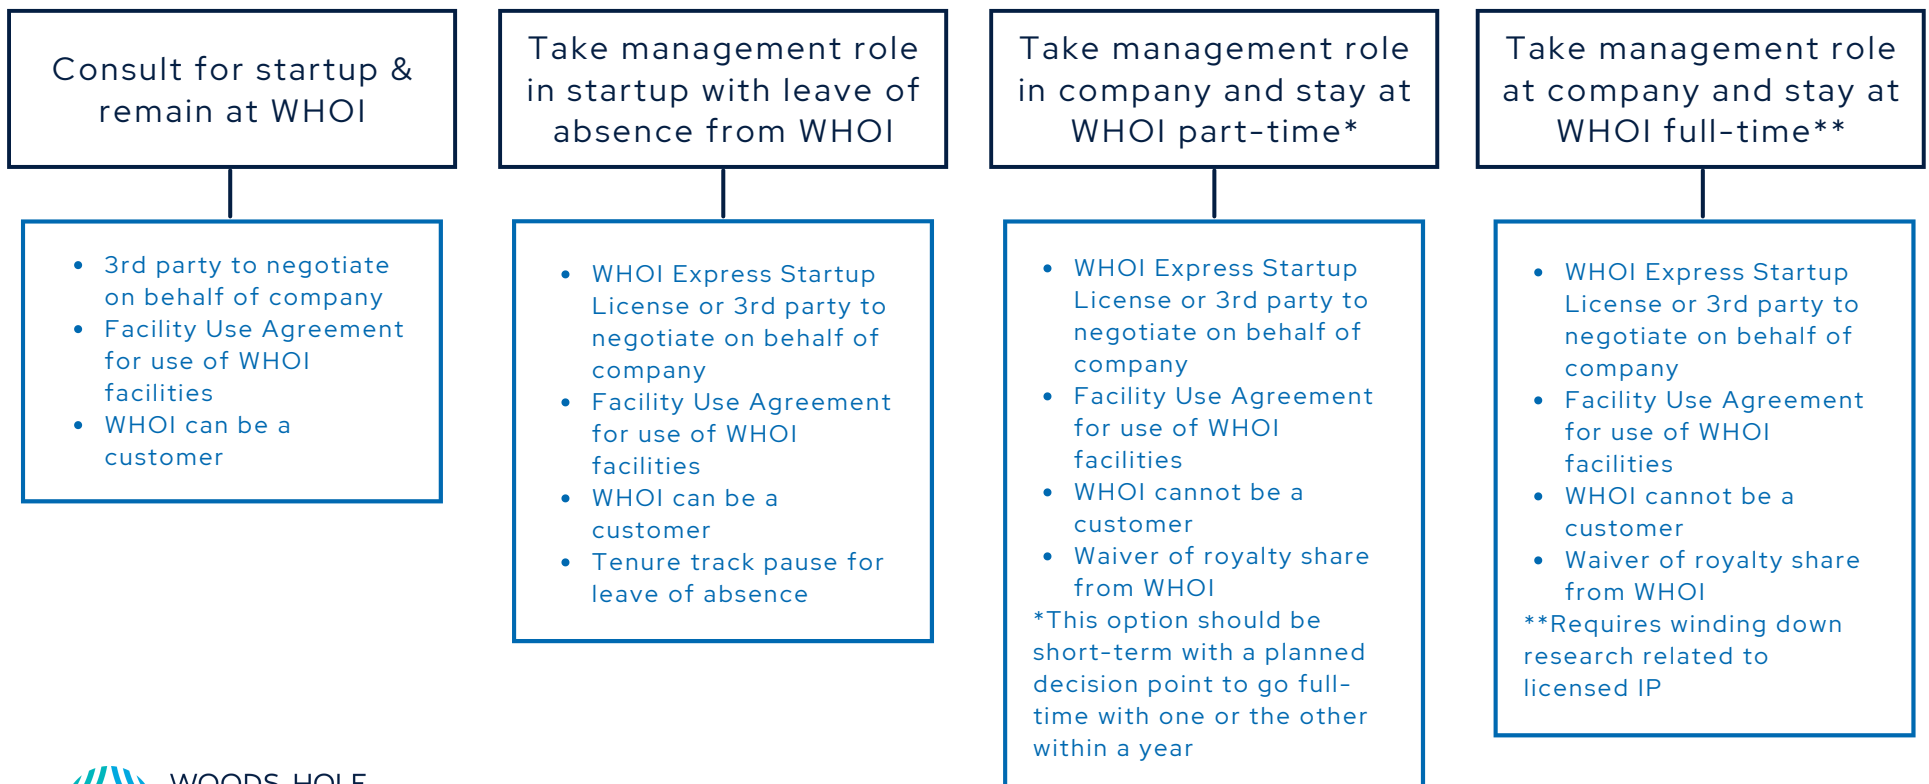 Consult for startup &
remain at WHOI
• 3rd party to negotiate
on behalf of company
• Facility Use Agreement
for use of WHOI
facilities
• WHOI can be a
customer
Take management role
in startup with leave of
absence from WHOI
• WHOI Express Startup
License or 3rd party to
negotiate on behalf of
company
• Facility Use Agreement
for use of WHOI
facilities
• WHOI can be a
customer
• Tenure track pause for
leave of absence
Take management role
in company and stay at
WHOI part-time*
• WHOI Express Startup
License or 3rd party to
negotiate on behalf of
company
• Facility Use Agreement
for use of WHOI
facilities
• WHOI cannot be a
customer
• Waiver of royalty share
from WHOI
*This option should be
short-term with a planned
decision point to go full-
time with one or the other
within a year
Take management role
at company and stay at
WHOI full-time**
• WHOI Express Startup
License or 3rd party to
negotiate on behalf of
company
• Facility Use Agreement
for use of WHOI
facilities
• WHOI cannot be a
customer
• Waiver of royalty share
from WHOI
**Requires winding down
research related to
licensed IP
WOODS HOLE